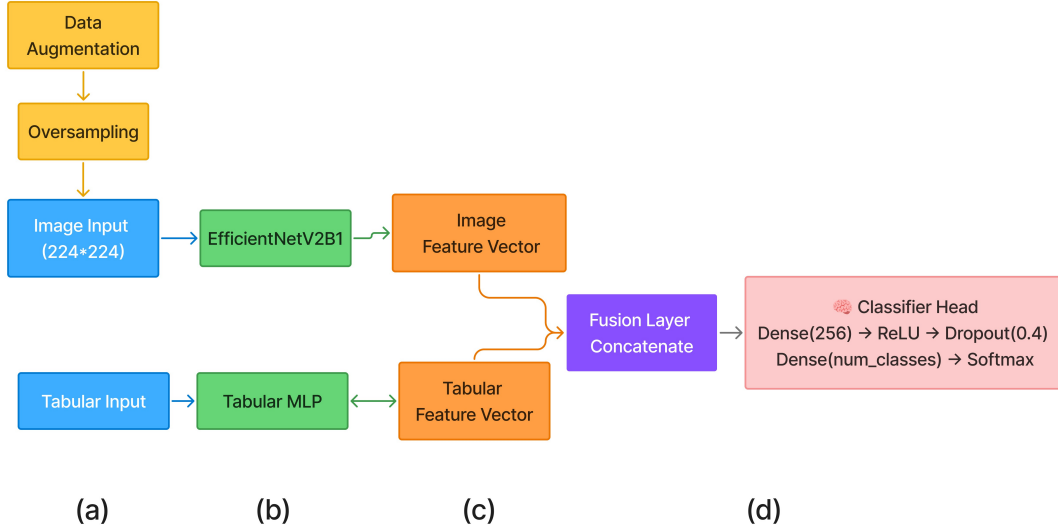 Data
Augmentation
Oversampling
Image Input
(224*224)
EfficientNetV2B1
Image
Feature Vector
Fusion Layer
Concatenate
🧠 Classifier Head
Dense(256) → ReLU → Dropout(0.4)
Dense(num_classes) → Softmax
Tabular Input
Tabular MLP
Tabular
Feature Vector
(a)
(b)
(c)
(d)